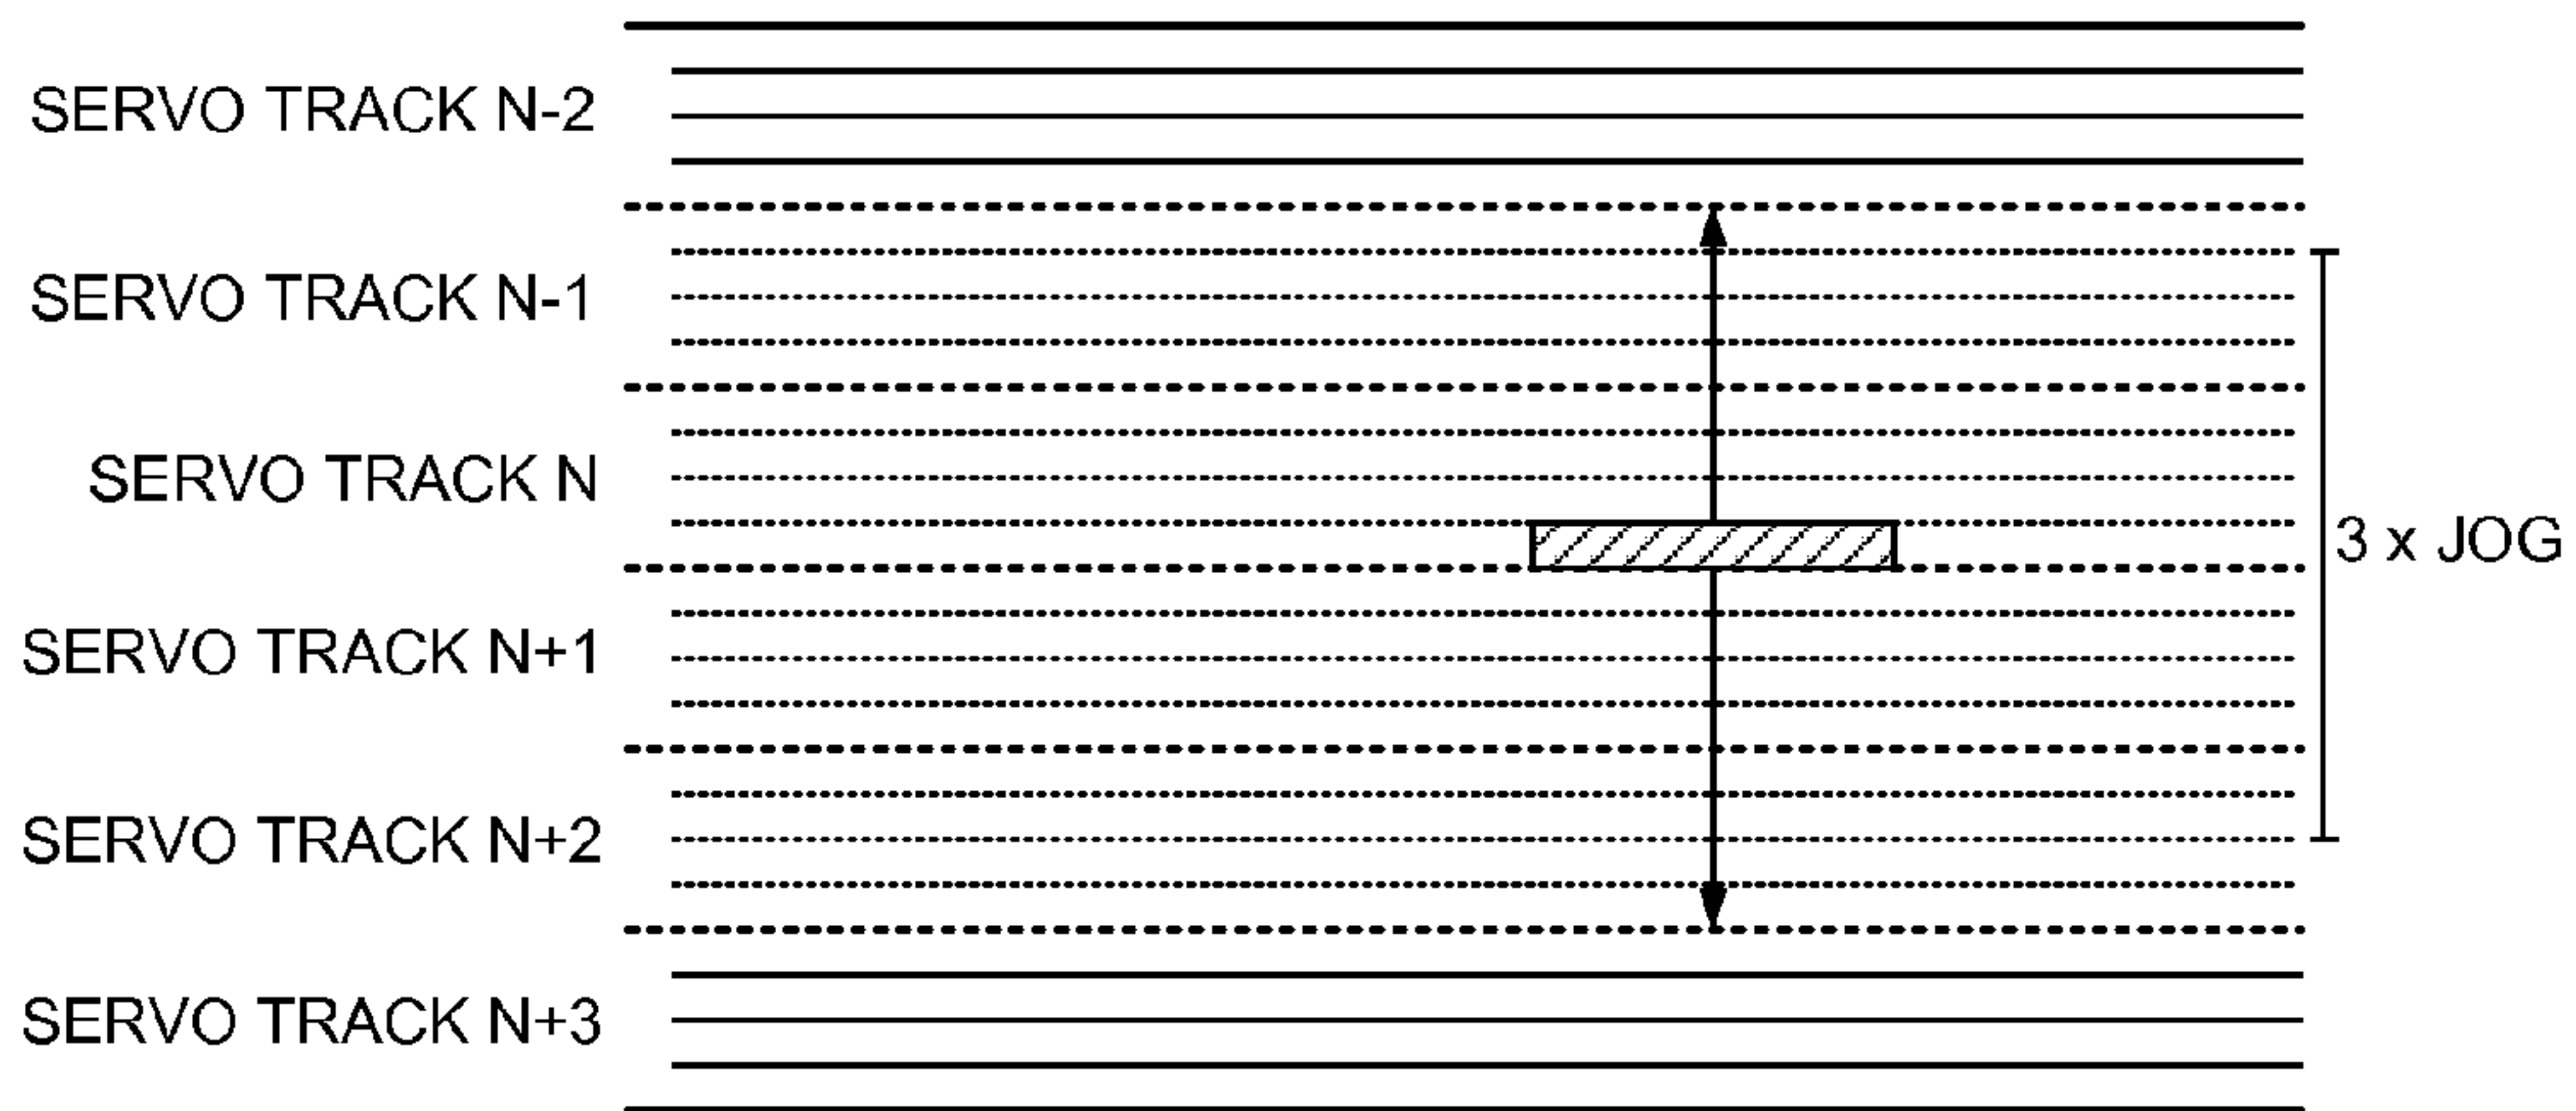 SERVO TRACK N-2
SERVO TRACK N-1
SERVO TRACK N
3 x JOG
SERVO TRACK N+1
SERVO TRACK N+2
SERVO TRACK N+3